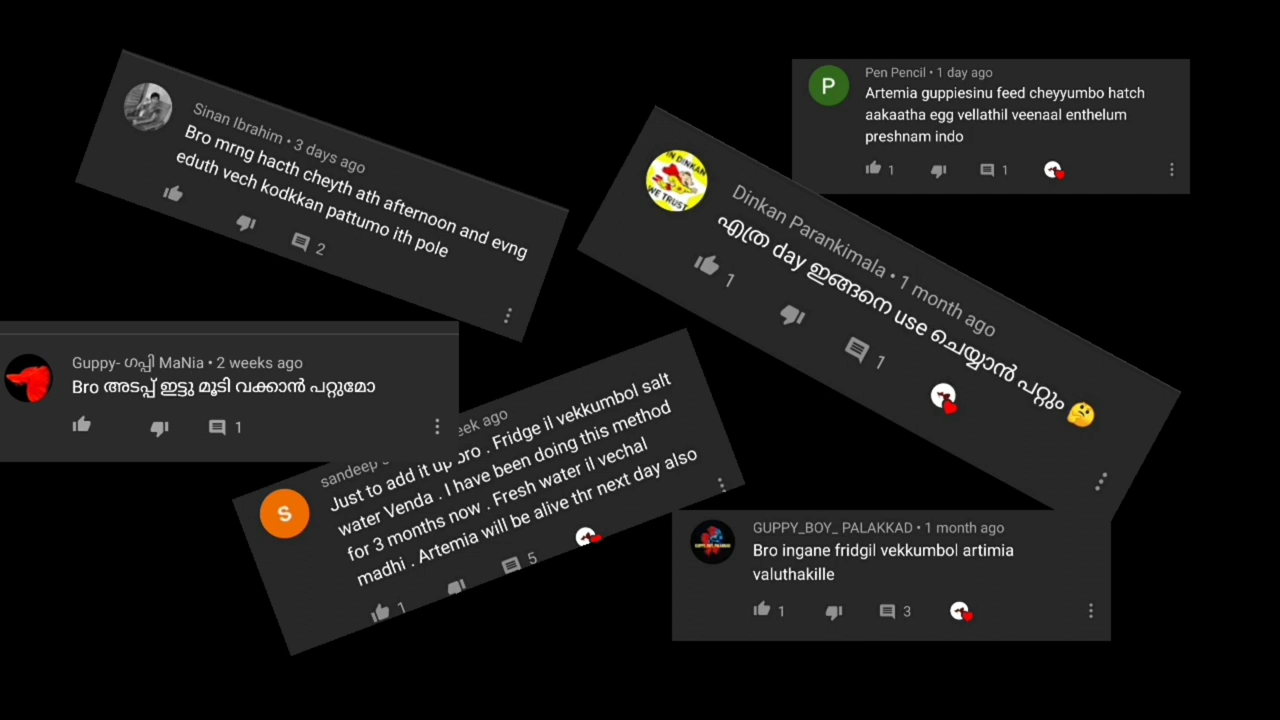 Sinan Ibrahim • 3 days ago
Bro mrng hacth cheyth ath afternoon and evng
eduth vech kodkkan pattumo ith pole
2
P
Pen Pencil • 1 day ago
Artemia guppiesinu feed cheyyumbo hatch
aakaatha egg vellathil veenaal enthelum
preshnam indo
1 1
IN DINKAN
WE TRUST
Dinkan Parankimala • 1 month ago
എത്ര day ഇങ്ങനെ use ചെയ്യാൻ പറ്റും 🤔
1 1
Guppy- ഗപ്പി MaNia • 2 weeks ago
Bro അടപ്പ് ഇട്ടു മൂടി വക്കാൻ പറ്റുമോ
1
S
sandeep eek ago
Just to add it up bro . Fridge il vekkumbol salt
water Venda . I have been doing this method
for 3 months now . Fresh water il vechal
madhi . Artemia will be alive thr next day also
1 5
GUPPY_BOY_ PALAKKAD • 1 month ago
Bro ingane fridgil vekkumbol artimia
valuthakille
1 3